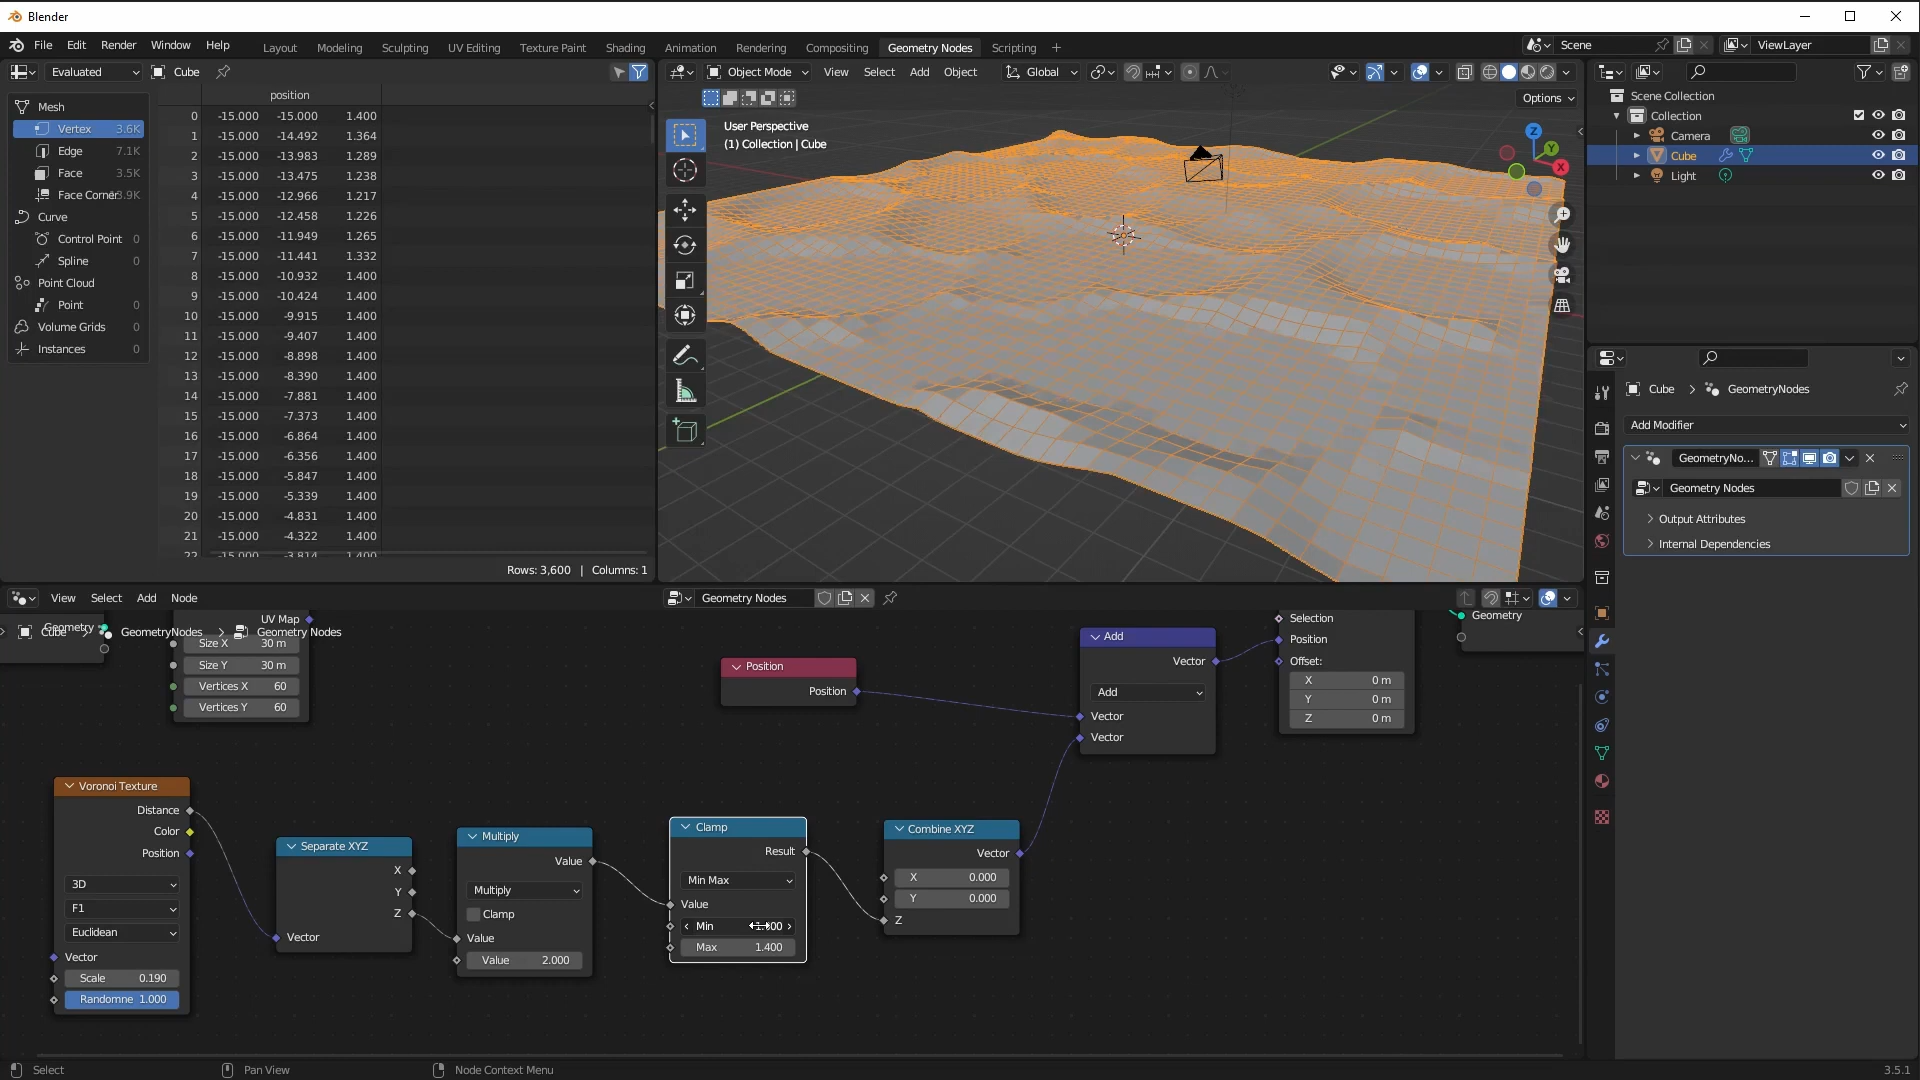 Blender
File Edit Render Window Help
Layout Modeling Sculpting UV Editing Texture Paint Shading Animation Rendering Compositing Geometry Nodes Scripting
Scene
ViewLayer
Evaluated
Cube
position
Mesh
Vertex 3.6K
Edge 7.1K
Face 3.5K
Face Corner
Curve
Control Point 0
Spline 0
Point Cloud
Point 0
Volume Grids 0
Instances 0
0 -15.000 -15.000 1.400
1 -15.000 -14.492 1.364
2 -15.000 -13.983 1.289
3 -15.000 -13.475 1.238
4 -15.000 -12.966 1.217
5 -15.000 -12.458 1.226
6 -15.000 -11.949 1.265
7 -15.000 -11.441 1.332
8 -15.000 -10.932 1.400
9 -15.000 -10.424 1.400
10 -15.000 -9.915 1.400
11 -15.000 -9.407 1.400
12 -15.000 -8.898 1.400
13 -15.000 -8.390 1.400
14 -15.000 -7.881 1.400
15 -15.000 -7.373 1.400
16 -15.000 -6.864 1.400
17 -15.000 -6.356 1.400
18 -15.000 -5.847 1.400
19 -15.000 -5.339 1.400
20 -15.000 -4.831 1.400
21 -15.000 -4.322 1.400
22 -15.000 -3.814 1.400
Rows: 3,600 | Columns: 1
Object Mode View Select Add Object
Global
Options
User Perspective
(1) Collection | Cube
Z
Y
X
Scene Collection
Collection
Camera
Cube
Light
Cube
GeometryNodes
Add Modifier
GeometryNo...
Geometry Nodes
Output Attributes
Internal Dependencies
View Select Add Node
Geometry Nodes
Geometry
Cube
GeometryNodes
Geometry Nodes
UV Map
Size X 30 m
Size Y 30 m
Vertices X 60
Vertices Y 60
Position
Position
Add
Vector
Add
Vector
Vector
Selection
Position
Offset:
X 0 m
Y 0 m
Z 0 m
Geometry
Voronoi Texture
Distance
Color
Position
3D
F1
Euclidean
Vector
Scale 0.190
Randomne 1.000
Separate XYZ
X
Y
Z
Vector
Multiply
Value
Multiply
Clamp
Value
Value 2.000
Clamp
Result
Min Max
Value
Min
Max 1.400
Combine XYZ
Vector
X 0.000
Y 0.000
Z
Select
Pan View
Node Context Menu
3.5.1